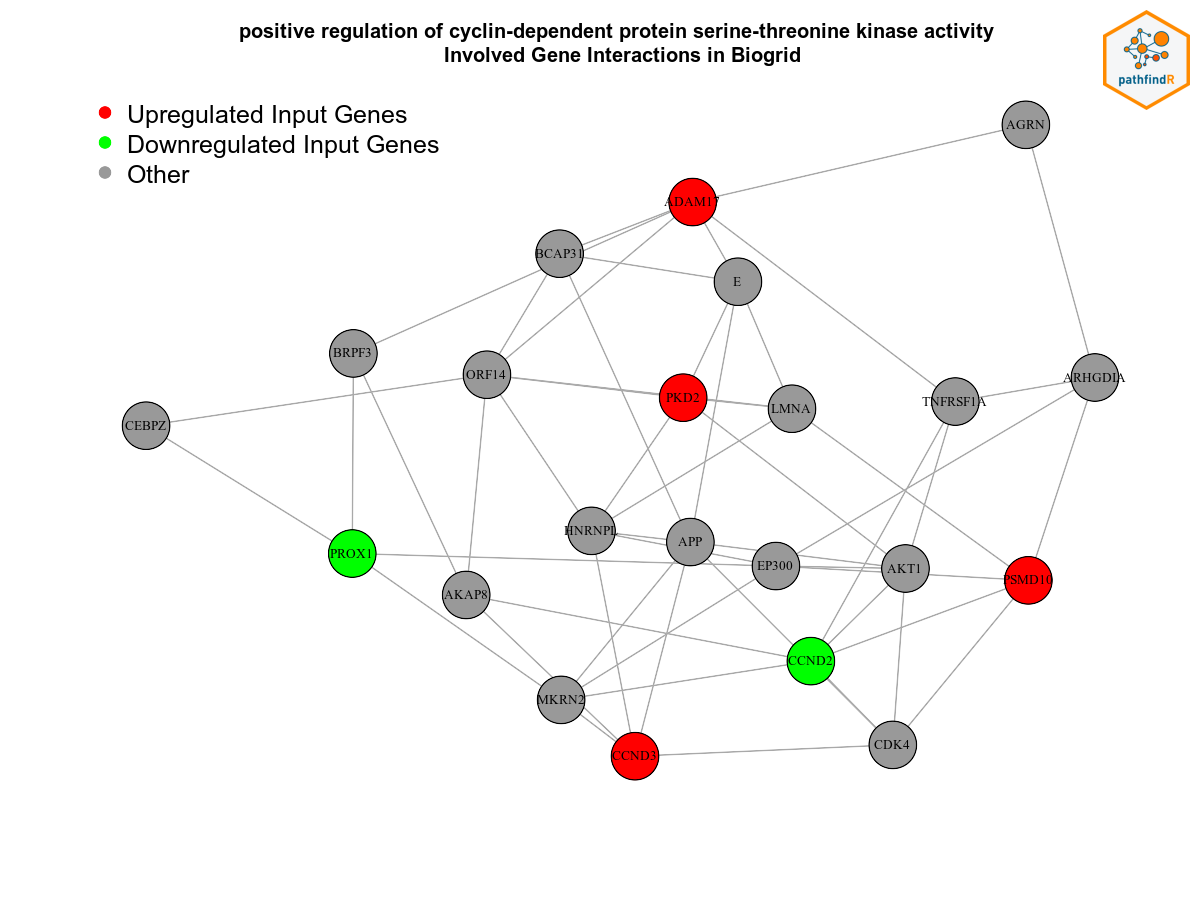 positive regulation of cyclin-dependent protein serine-threonine kinase activity
Involved Gene Interactions in Biogrid
pathfindR
Upregulated Input Genes
Downregulated Input Genes
Other
AGRN
ADAM17
BCAP31
E
BRPF3
ORF14
ARHGDIA
PKD2
LMNA
TNFRSF1A
CEBPZ
HNRNPL
APP
PROX1
EP300
AKT1
PSMD10
AKAP8
CCND2
MKRN2
CDK4
CCND3